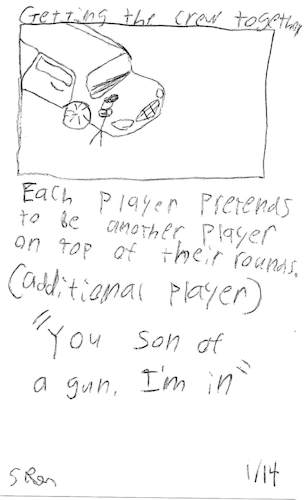 Getting the crew together
Each Player Pretends
to be another Player
on top of their rounds.
(additional player)
"You son of
a gun, I'm in"
1/14